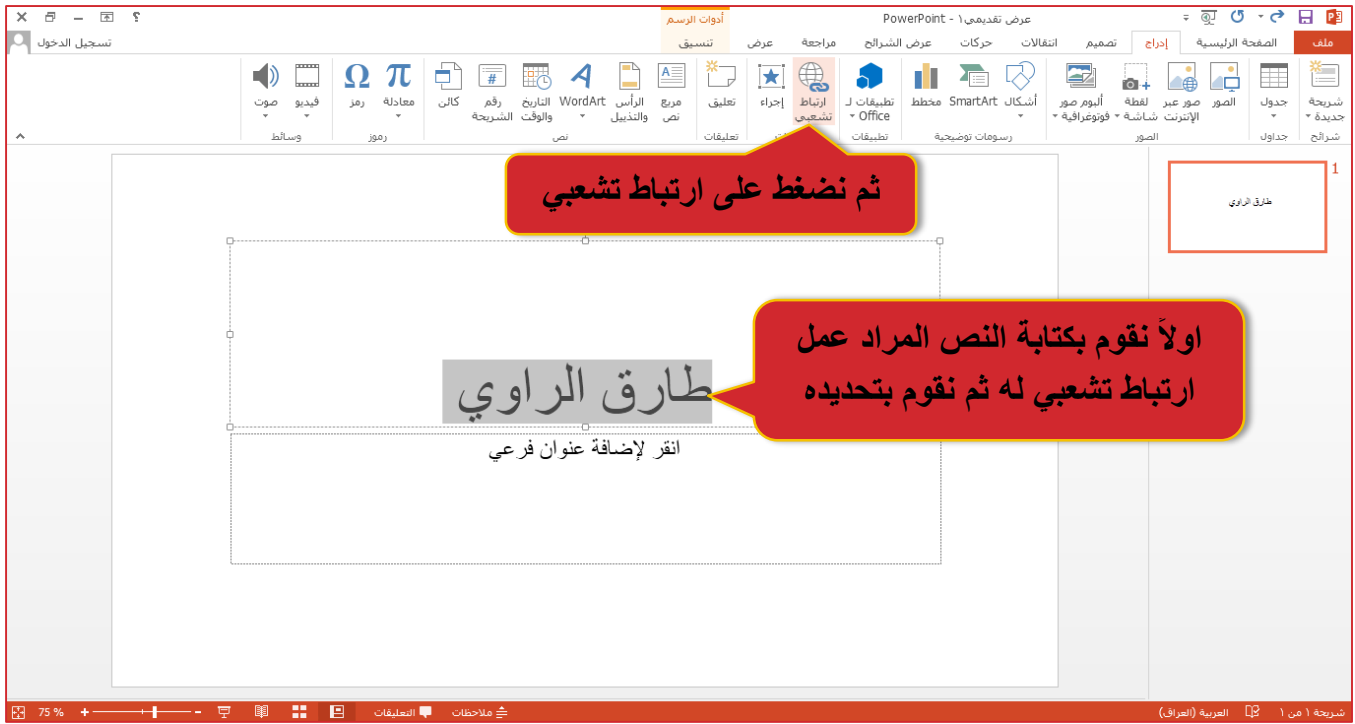 عرض تقديمي١ - PowerPoint
أدوات الرسم
?
ملف
الصفحة الرئيسية
إدراج
تصميم
انتقالات
حركات
عرض الشرائح
مراجعة
عرض
تنسيق
تسجيل الدخول
شريحة
جديدة
جدول
الصور
صور عبر
الإنترنت
لقطة
شاشة
ألبوم صور
فوتوغرافية
أشكال
SmartArt
مخطط
تطبيقات لـ
Office
ارتباط
تشعبي
إجراء
تعليق
مربع
نص
الرأس
والتذييل
WordArt
التاريخ
والوقت
رقم
الشريحة
#
كائن
معادلة
π
رمز
Ω
فيديو
صوت
شرائح
جداول
الصور
رسومات توضيحية
تطبيقات
تعليقات
نص
رموز
وسائط
1
طارق الراوي
ثم نضغط على ارتباط تشعبي
اولاً نقوم بكتابة النص المراد عمل
ارتباط تشعبي له ثم نقوم بتحديده
طارق الراوي
انقر لإضافة عنوان فرعي
شريحة ١ من ١
العربية (العراق)
ملاحظات
التعليقات
75 %